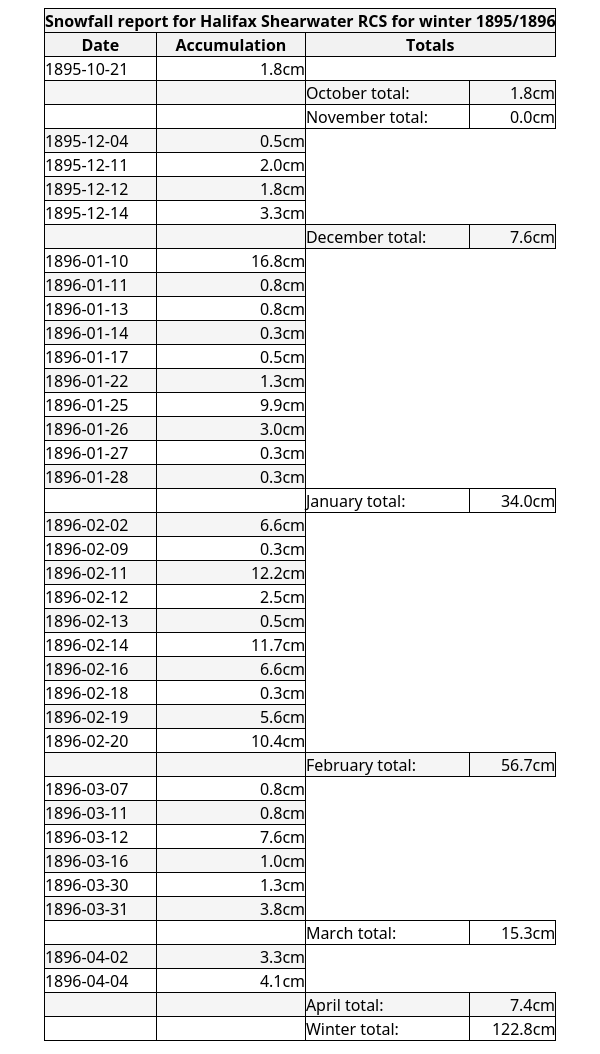 Snowfall report for Halifax Shearwater RCS for winter 1895/1896
Date Accumulation Totals
1895-10-21 1.8cm
October total: 1.8cm
November total: 0.0cm
1895-12-04 0.5cm
1895-12-11 2.0cm
1895-12-12 1.8cm
1895-12-14 3.3cm
December total: 7.6cm
1896-01-10 16.8cm
1896-01-11 0.8cm
1896-01-13 0.8cm
1896-01-14 0.3cm
1896-01-17 0.5cm
1896-01-22 1.3cm
1896-01-25 9.9cm
1896-01-26 3.0cm
1896-01-27 0.3cm
1896-01-28 0.3cm
January total: 34.0cm
1896-02-02 6.6cm
1896-02-09 0.3cm
1896-02-11 12.2cm
1896-02-12 2.5cm
1896-02-13 0.5cm
1896-02-14 11.7cm
1896-02-16 6.6cm
1896-02-18 0.3cm
1896-02-19 5.6cm
1896-02-20 10.4cm
February total: 56.7cm
1896-03-07 0.8cm
1896-03-11 0.8cm
1896-03-12 7.6cm
1896-03-16 1.0cm
1896-03-30 1.3cm
1896-03-31 3.8cm
March total: 15.3cm
1896-04-02 3.3cm
1896-04-04 4.1cm
April total: 7.4cm
Winter total: 122.8cm